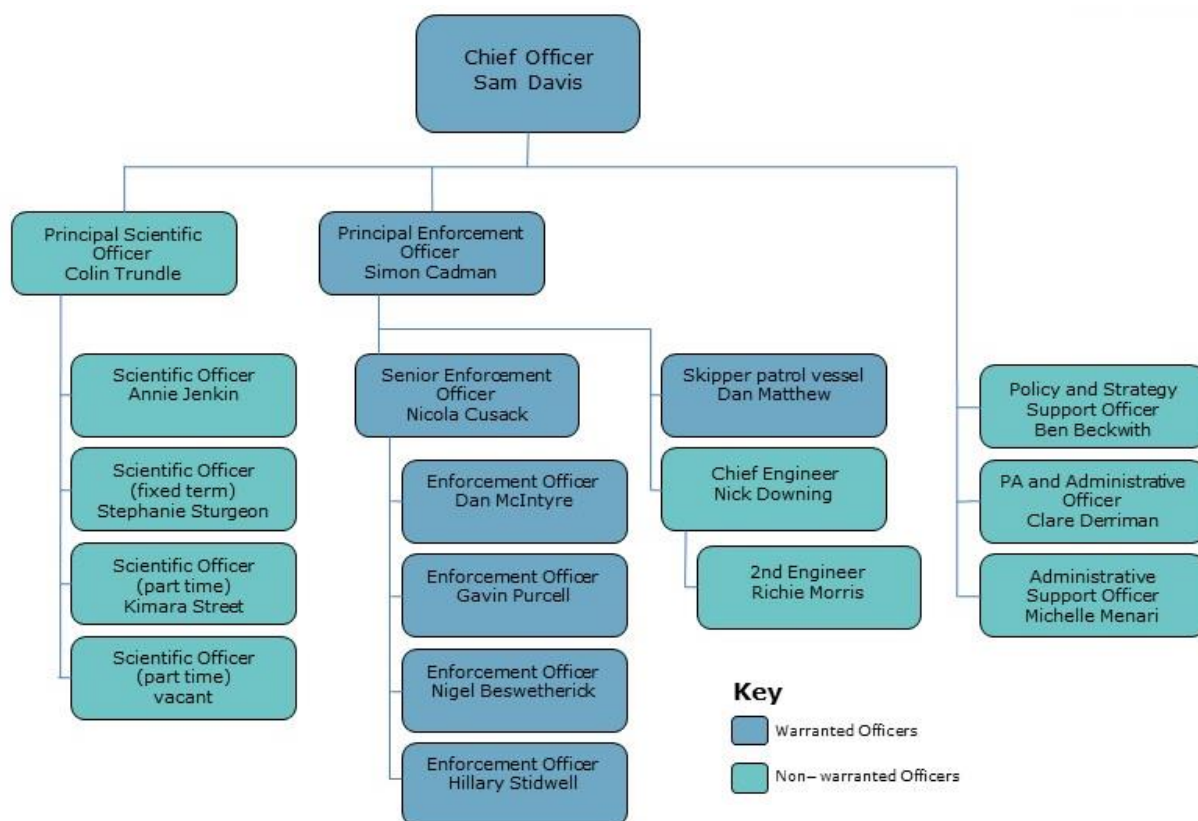 Chief Officer
Sam Davis
Principal Scientific
Officer
Colin Trundle
Principal Enforcement
Officer
Simon Cadman
Scientific Officer
Annie Jenkin
Scientific Officer
(fixed term)
Stephanie Sturgeon
Scientific Officer
(part time)
Kimara Street
Scientific Officer
(part time)
vacant
Senior Enforcement
Officer
Nicola Cusack
Enforcement Officer
Dan McIntyre
Enforcement Officer
Gavin Purcell
Enforcement Officer
Nigel Beswetherick
Enforcement Officer
Hillary Stidwell
Skipper patrol vessel
Dan Matthew
Chief Engineer
Nick Downing
2nd Engineer
Richie Morris
Policy and Strategy
Support Officer
Ben Beckwith
PA and Administrative
Officer
Clare Derriman
Administrative
Support Officer
Michelle Menari
Key
Warranted Officers
Non–warranted Officers